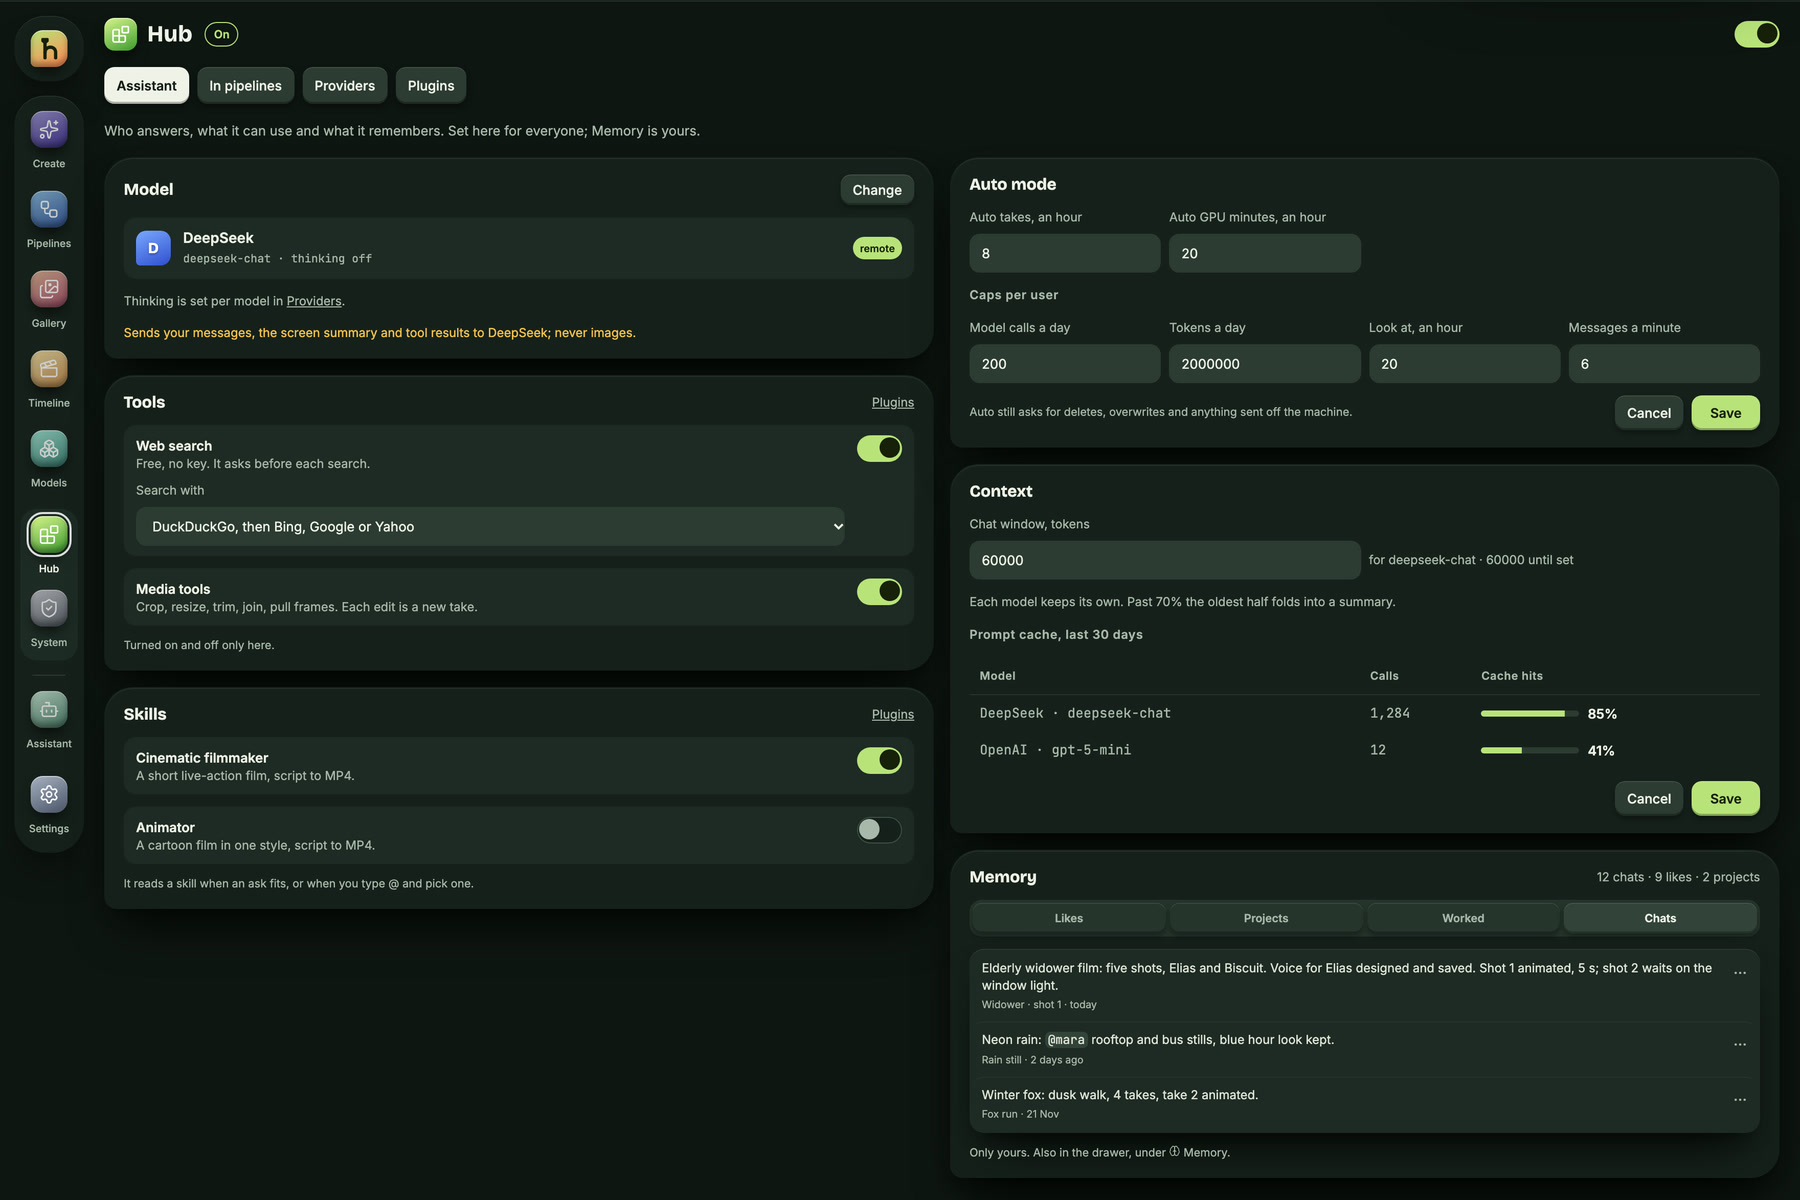 h
Hub
On
Assistant
In pipelines
Providers
Plugins
Who answers, what it can use and what it remembers. Set here for everyone; Memory is yours.
Create
Pipelines
Gallery
Timeline
Models
Hub
System
Assistant
Settings
Model
Change
D
DeepSeek
deepseek-chat · thinking off
remote
Thinking is set per model in Providers.
Sends your messages, the screen summary and tool results to DeepSeek; never images.
Tools
Plugins
Web search
Free, no key. It asks before each search.
Search with
DuckDuckGo, then Bing, Google or Yahoo
Media tools
Crop, resize, trim, join, pull frames. Each edit is a new take.
Turned on and off only here.
Skills
Plugins
Cinematic filmmaker
A short live-action film, script to MP4.
Animator
A cartoon film in one style, script to MP4.
It reads a skill when an ask fits, or when you type @ and pick one.
Auto mode
Auto takes, an hour
Auto GPU minutes, an hour
8
20
Caps per user
Model calls a day
Tokens a day
Look at, an hour
Messages a minute
200
2000000
20
6
Auto still asks for deletes, overwrites and anything sent off the machine.
Cancel
Save
Context
Chat window, tokens
60000
for deepseek-chat · 60000 until set
Each model keeps its own. Past 70% the oldest half folds into a summary.
Prompt cache, last 30 days
Model
Calls
Cache hits
DeepSeek · deepseek-chat
1,284
85%
OpenAI · gpt-5-mini
12
41%
Cancel
Save
Memory
12 chats · 9 likes · 2 projects
Likes
Projects
Worked
Chats
Elderly widower film: five shots, Elias and Biscuit. Voice for Elias designed and saved. Shot 1 animated, 5 s; shot 2 waits on the
window light.
Widower · shot 1 · today
Neon rain: @mara rooftop and bus stills, blue hour look kept.
Rain still · 2 days ago
Winter fox: dusk walk, 4 takes, take 2 animated.
Fox run · 21 Nov
Only yours. Also in the drawer, under Memory.